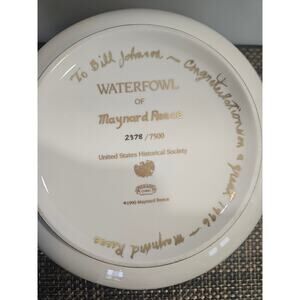 To Bill Johnson — Congratulations on a great 1996 — Maynard Reece
WATERFOWL
OF
Maynard Reece
2378/7500
United States Historical Society
©1990 Maynard Reece